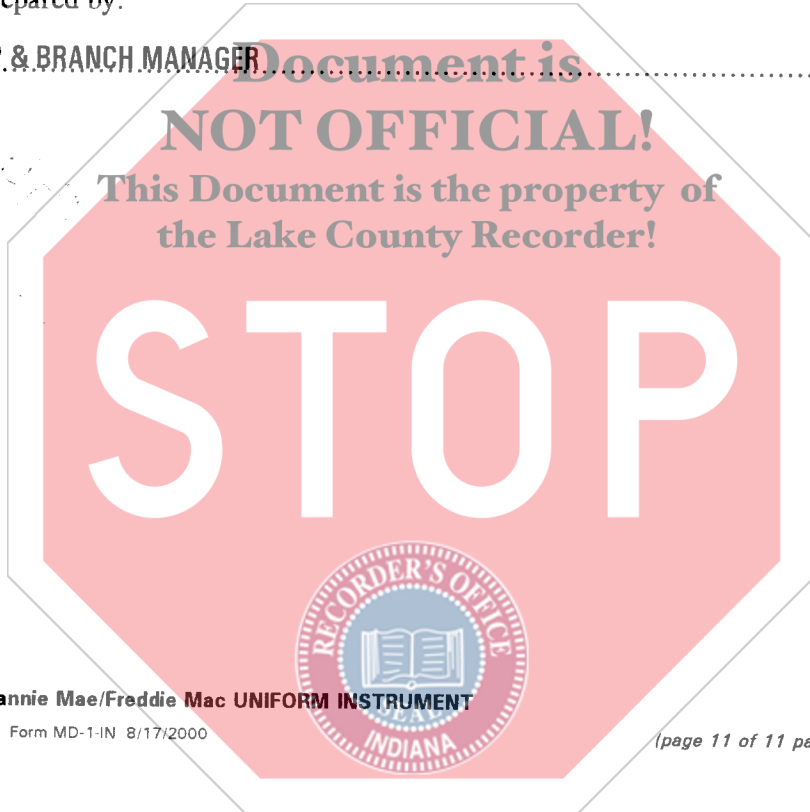 epared by:
& BRANCH MANAGER
Document is
NOT OFFICIAL!
This Document is the property of
the Lake County Recorder!
STOP
RECORDER'S OFFICE
SEAL
INDIANA
annie Mae/Freddie Mac UNIFORM INSTRUMENT
Form MD-1-IN 8/17/2000
(page 11 of 11 pa